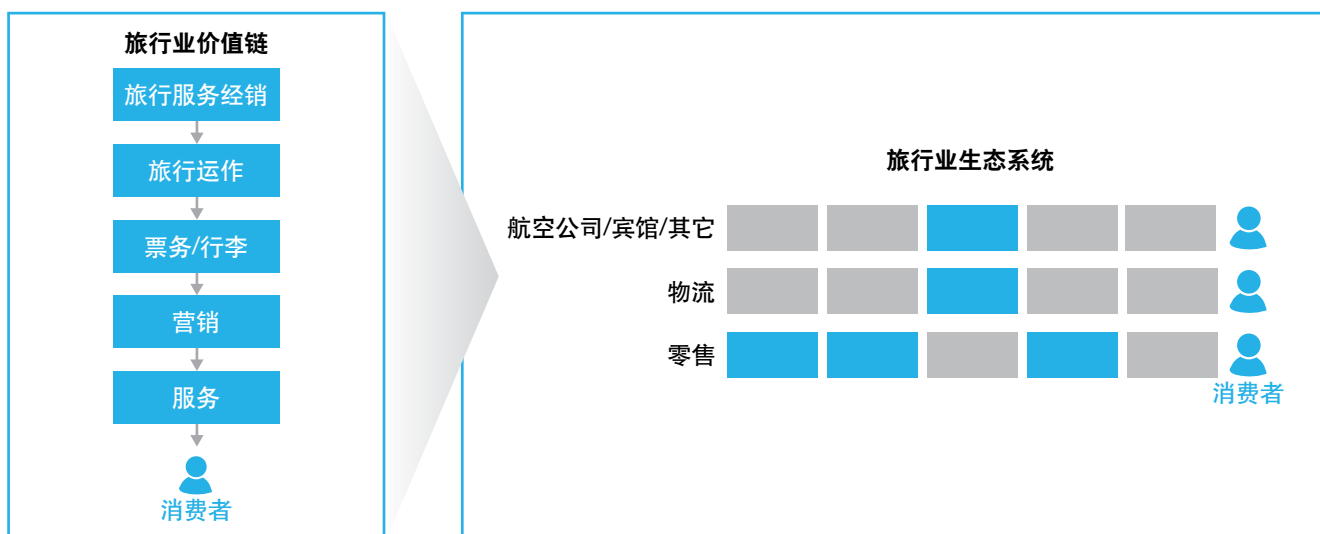 旅行业价值链
旅行服务经销
旅行运作
票务/行李
营销
服务
消费者
旅行业生态系统
航空公司/宾馆/其它
物流
零售
消费者